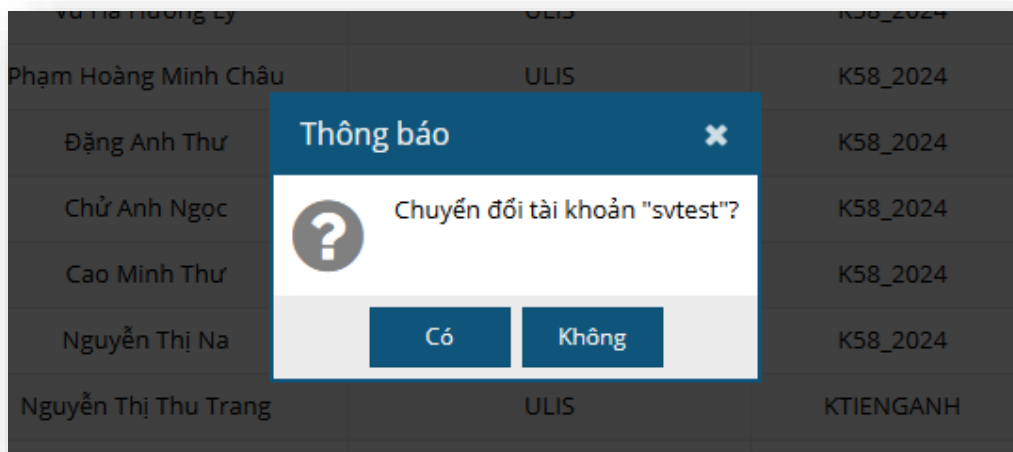 Phạm Hoàng Minh Châu ULIS K58_2024
Đặng Anh Thư K58_2024
Thông báo
Chử Anh Ngọc K58_2024
Chuyển đổi tài khoản "svtest"?
Cao Minh Thư K58_2024
Nguyễn Thị Na K58_2024
Có Không
Nguyễn Thị Thu Trang ULIS KTIENGANH